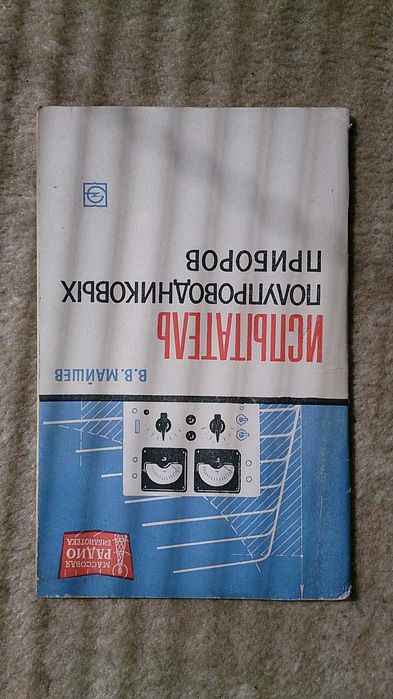 МАССОВАЯ
РАДИО
БИБЛИОТЕКА
В. В. МАЙШЕВ
ИСПЫТАТЕЛЬ
ПОЛУПРОВОДНИКОВЫХ
ПРИБОРОВ